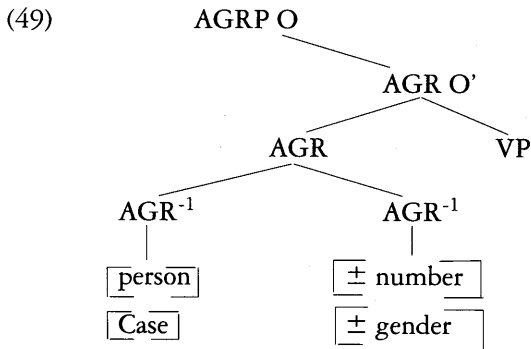 (49) AGRP O
AGR O'
AGR VP
AGR⁻¹ AGR⁻¹
person ± number
Case ± gender